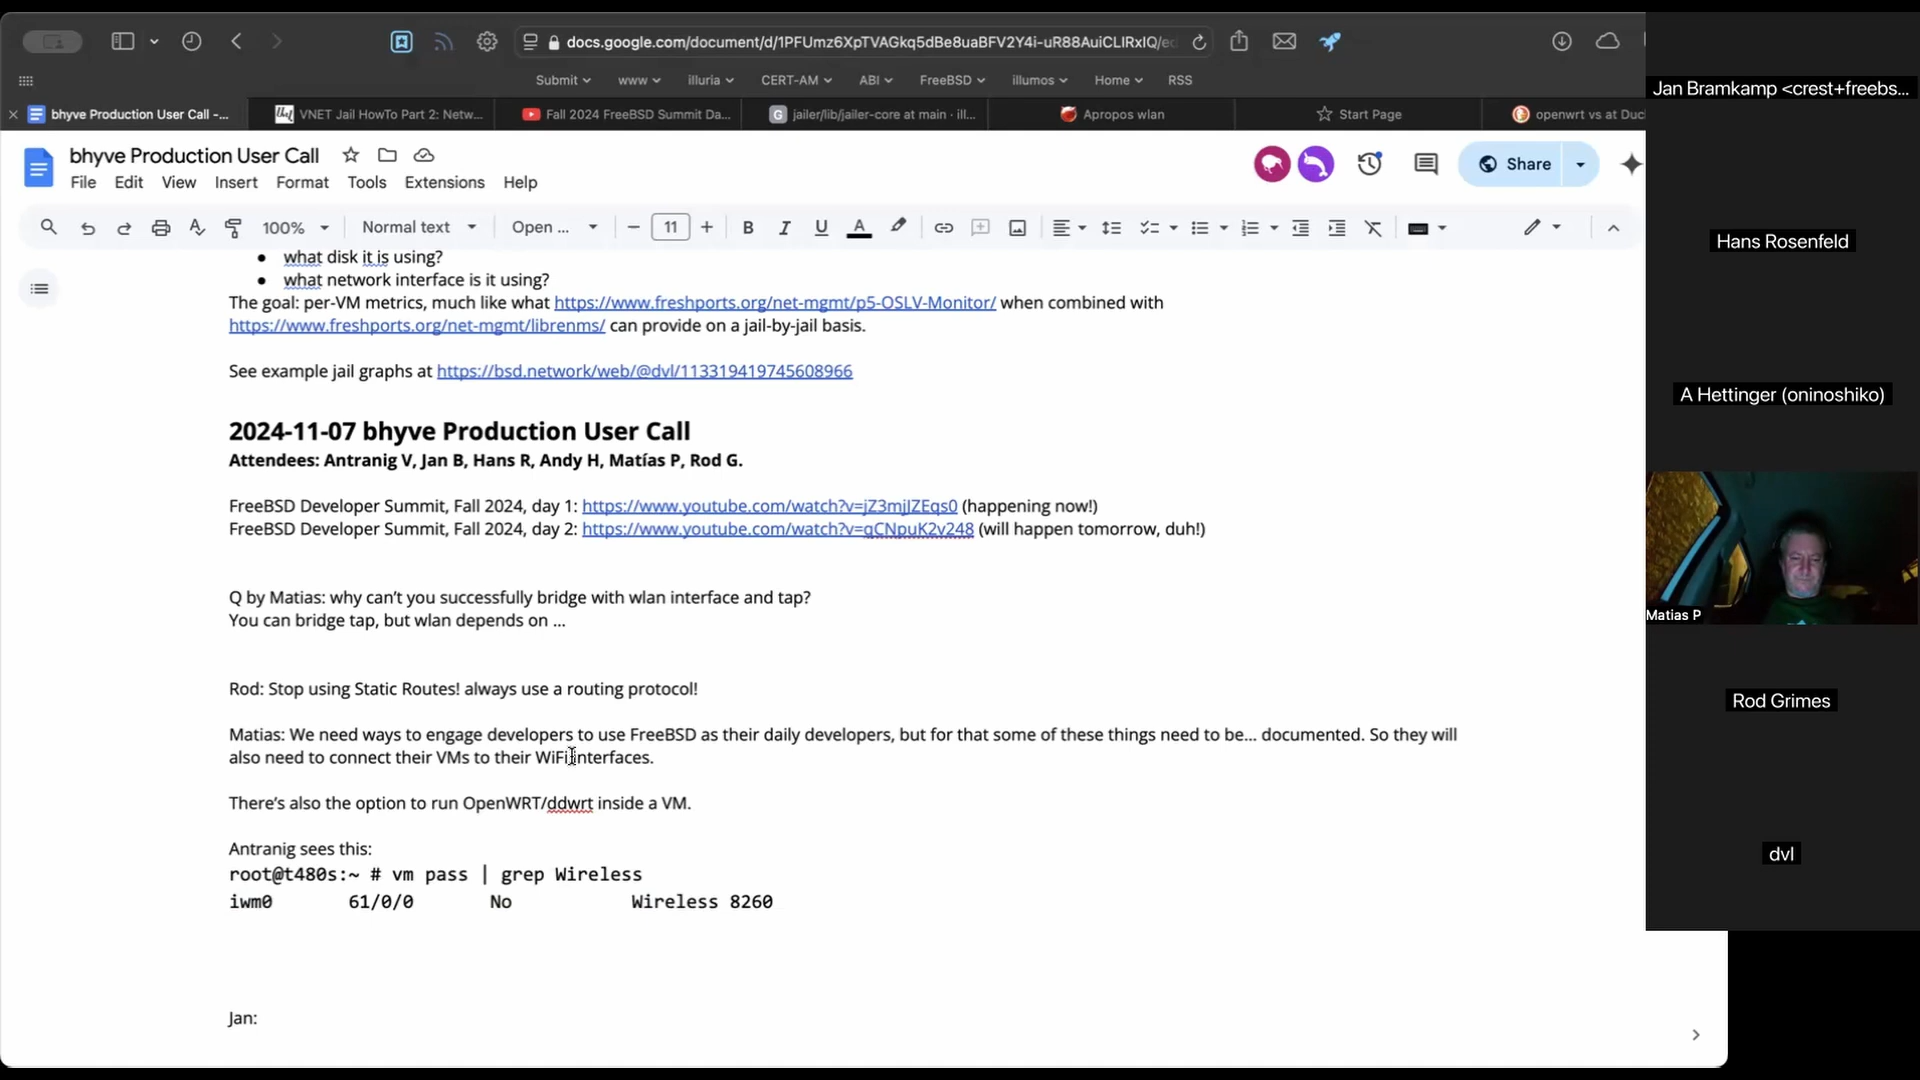 docs.google.com/document/d/1PFUmz6XpTVAGkq5dBe8uaBFV2Y4i-uR88AuiCLIRxIQ/e
Submit www illuria CERT-AM ABI FreeBSD illumos Home RSS
bhyve Production User Call -...
VNET Jail HowTo Part 2: Netw...
Fall 2024 FreeBSD Summit Da...
jailer/lib/jailer-core at main · ill...
Apropos wlan
Start Page
openwrt vs at Duc
bhyve Production User Call
File Edit View Insert Format Tools Extensions Help
Share
100% Normal text Open ... 11
what disk it is using?
what network interface is it using?
The goal: per-VM metrics, much like what https://www.freshports.org/net-mgmt/p5-OSLV-Monitor/ when combined with
https://www.freshports.org/net-mgmt/librenms/ can provide on a jail-by-jail basis.
See example jail graphs at https://bsd.network/web/@dvl/113319419745608966
2024-11-07 bhyve Production User Call
Attendees: Antranig V, Jan B, Hans R, Andy H, Matías P, Rod G.
FreeBSD Developer Summit, Fall 2024, day 1: https://www.youtube.com/watch?v=jZ3mjJZEqs0 (happening now!)
FreeBSD Developer Summit, Fall 2024, day 2: https://www.youtube.com/watch?v=qCNpuK2v248 (will happen tomorrow, duh!)
Q by Matias: why can't you successfully bridge with wlan interface and tap?
You can bridge tap, but wlan depends on ...
Rod: Stop using Static Routes! always use a routing protocol!
Matias: We need ways to engage developers to use FreeBSD as their daily developers, but for that some of these things need to be... documented. So they will
also need to connect their VMs to their WiFi interfaces.
There's also the option to run OpenWRT/ddwrt inside a VM.
Antranig sees this:
root@t480s:~ # vm pass | grep Wireless
iwm0 61/0/0 No Wireless 8260
Jan:
Jan Bramkamp <crest+freebs...
Hans Rosenfeld
A Hettinger (oninoshiko)
Matias P
Rod Grimes
dvl